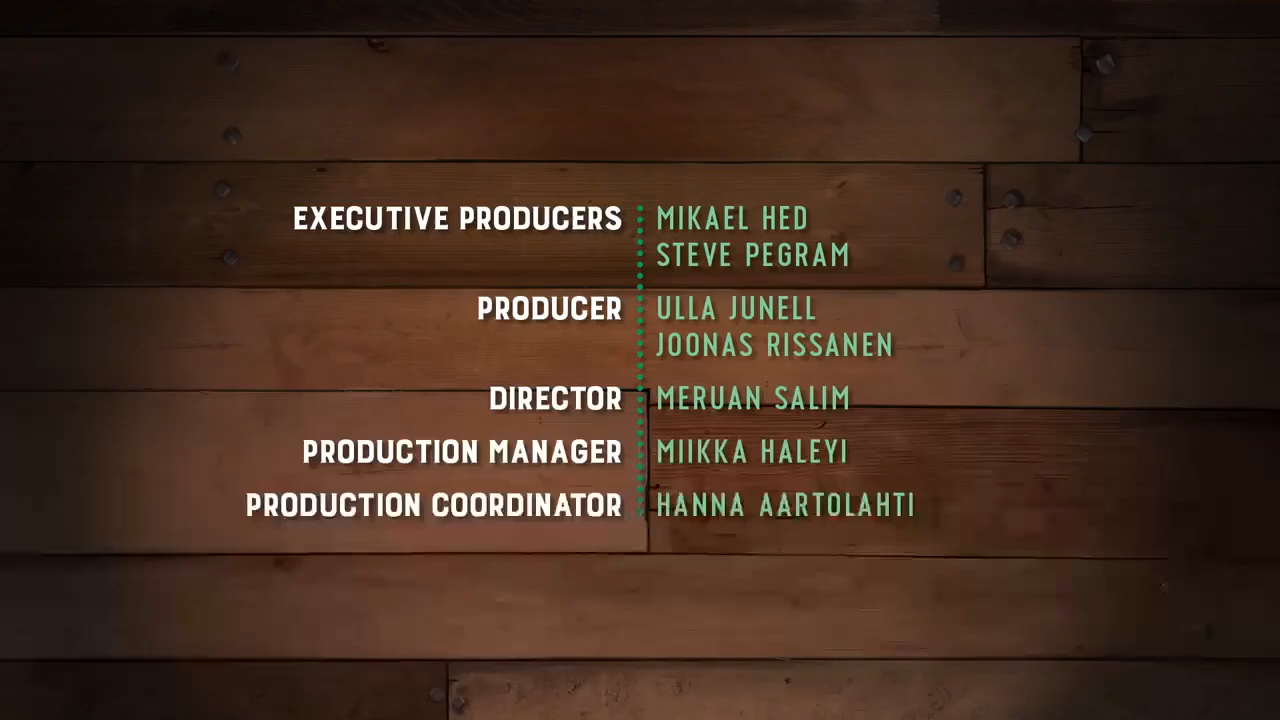 EXECUTIVE PRODUCERS MIKAEL HED
STEVE PEGRAM
PRODUCER ULLA JUNELL
JOONAS RISSANEN
DIRECTOR MERUAN SALIM
PRODUCTION MANAGER MIIKKA HALEYI
PRODUCTION COORDINATOR HANNA AARTOLAHTI